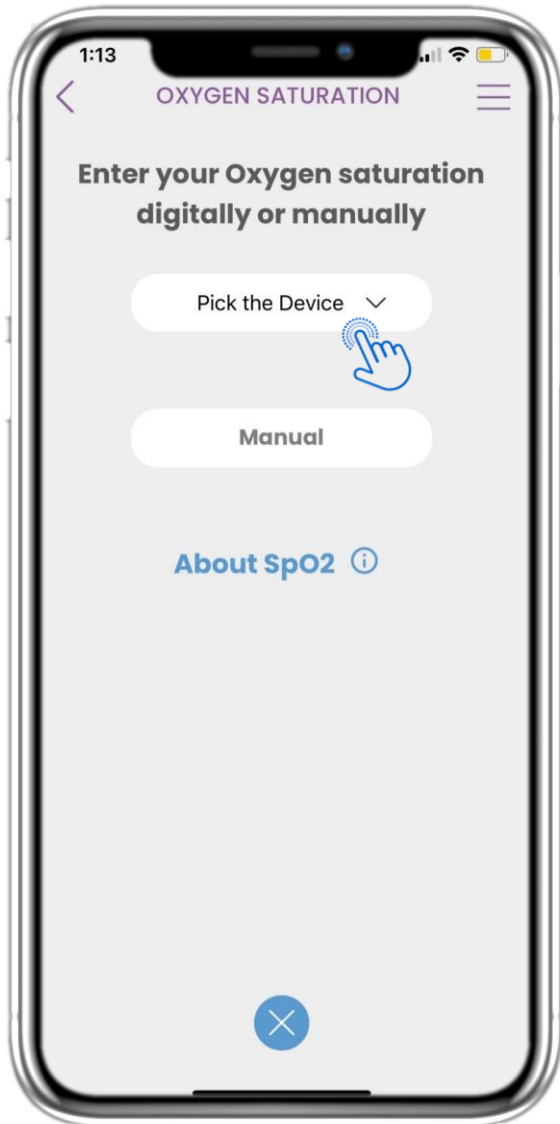 1:13
OXYGEN SATURATION
Enter your Oxygen saturation
digitally or manually
Pick the Device
Manual
About SpO2